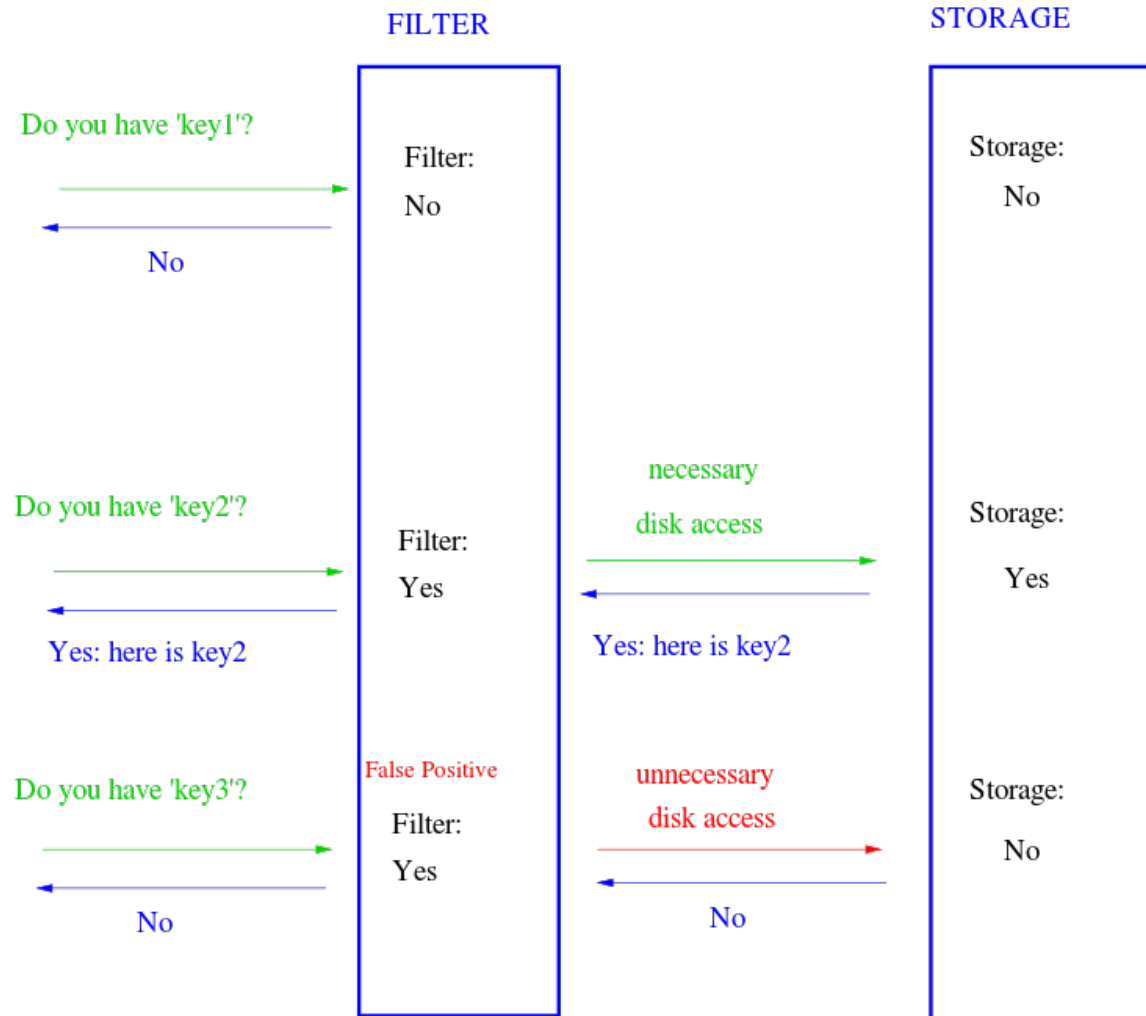 FILTER
STORAGE
Do you have 'key1'?
Filter:
No
Storage:
No
No
Do you have 'key2'?
Filter:
Yes
necessary
disk access
Storage:
Yes
Yes: here is key2
Yes: here is key2
Do you have 'key3'?
False Positive
Filter:
Yes
unnecessary
disk access
Storage:
No
No
No